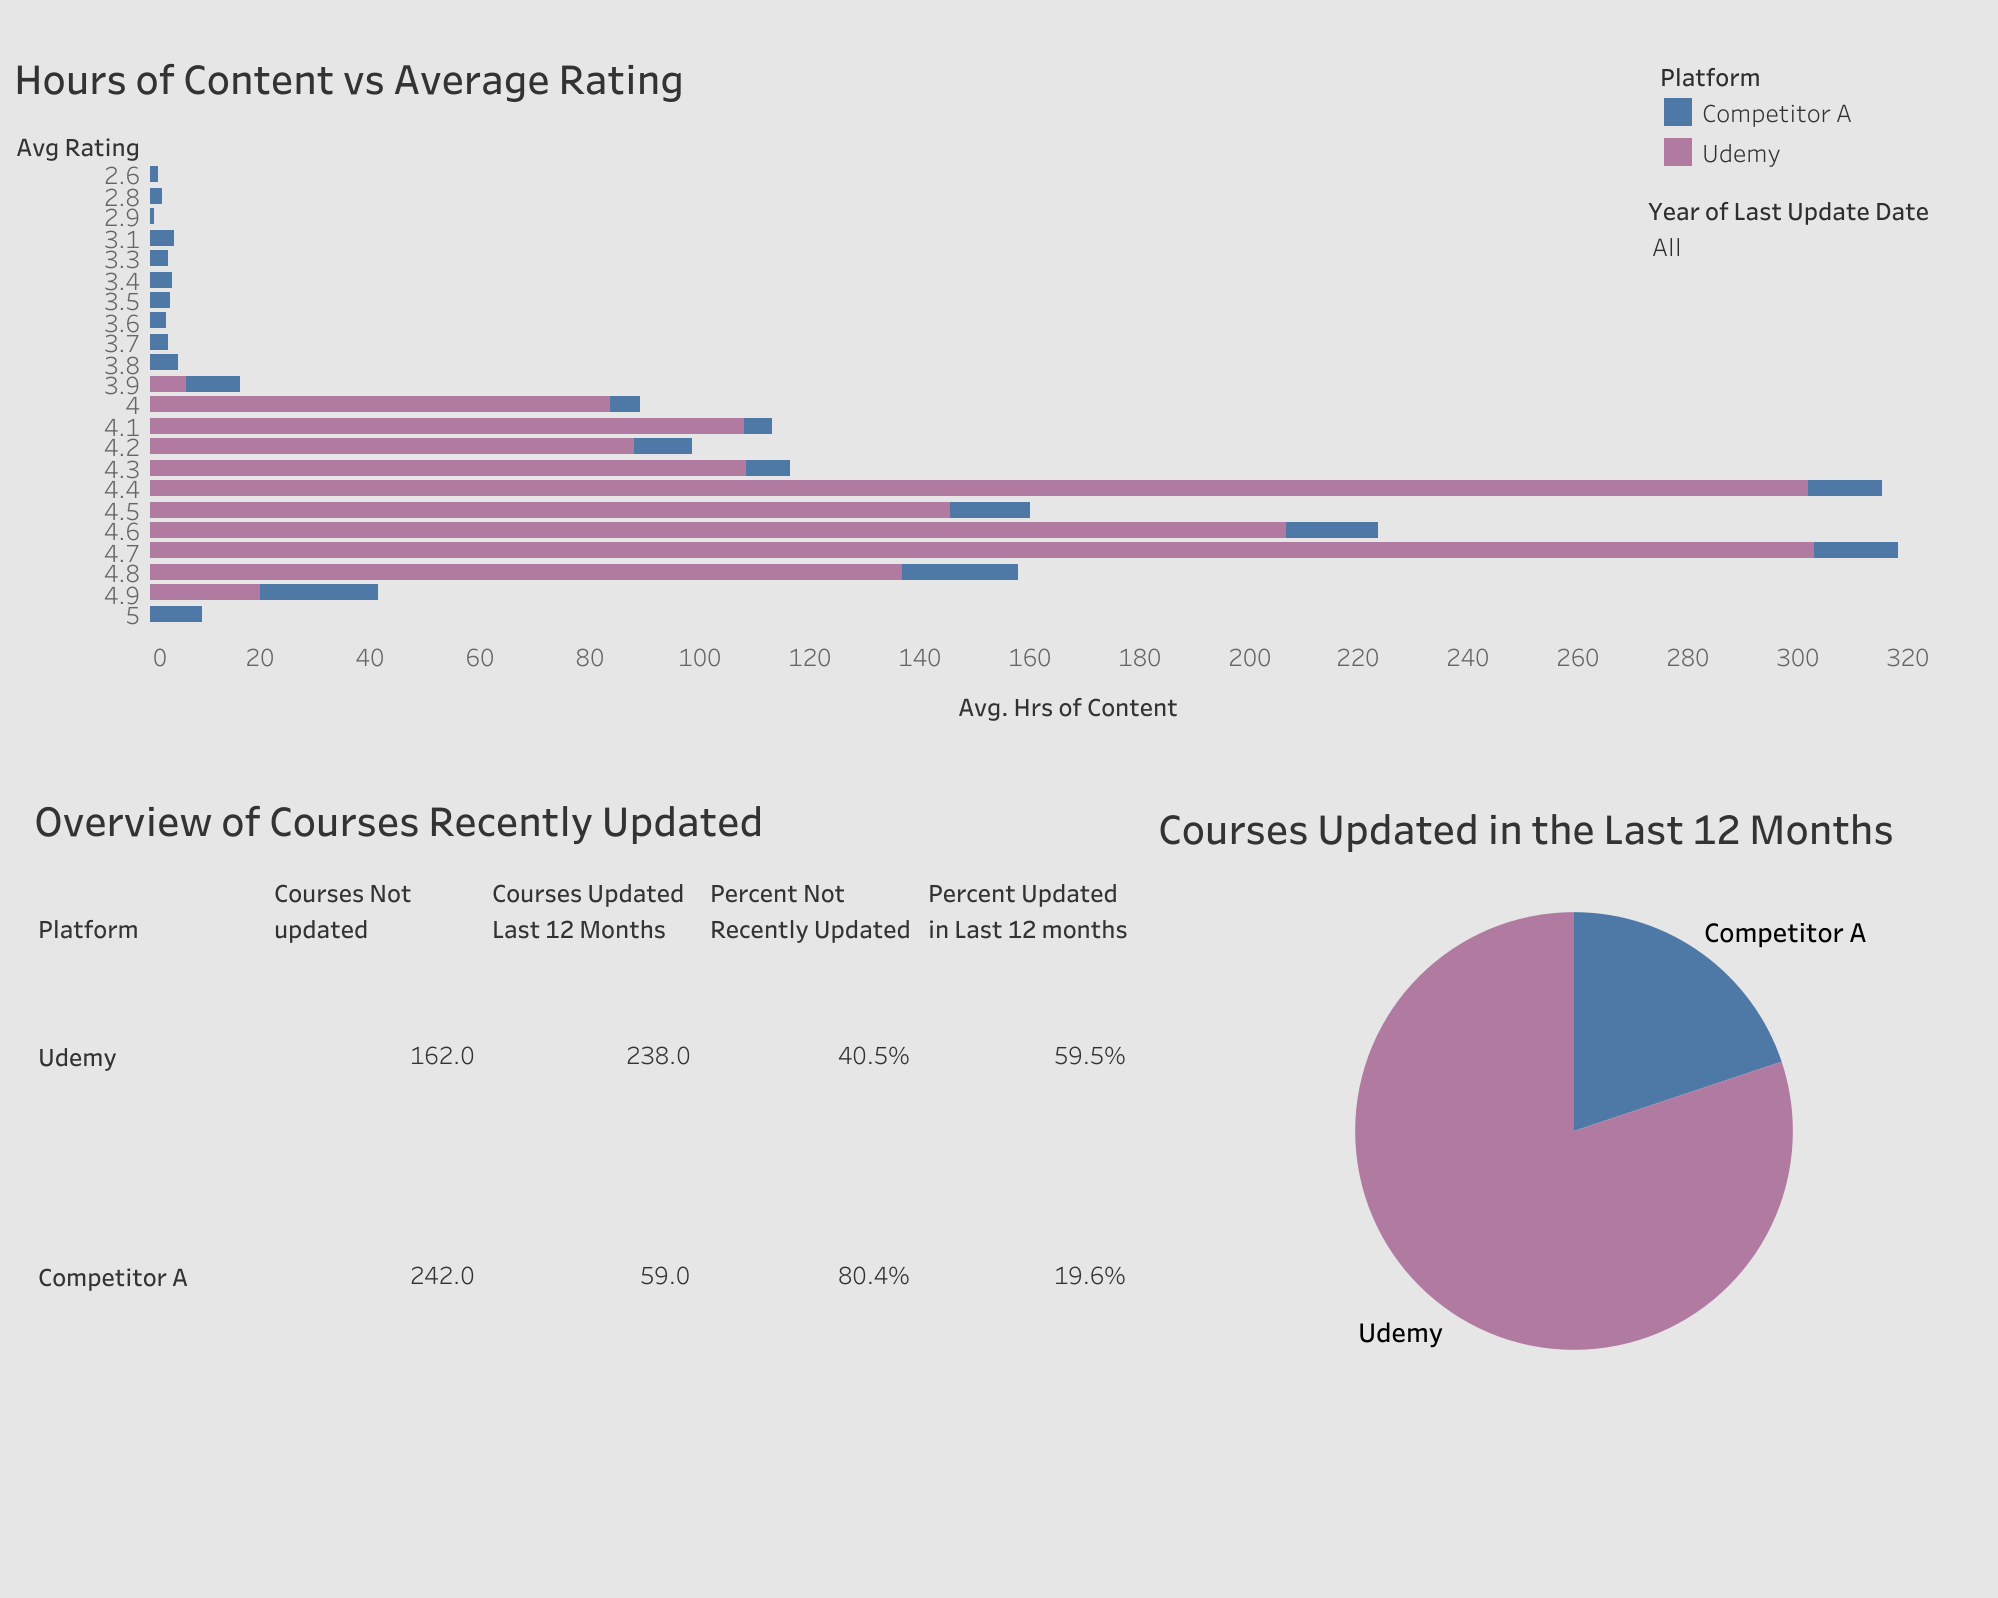 Hours of Content vs Average Rating
Platform
Competitor A
Udemy
Year of Last Update Date
All
Avg Rating
2.6
2.8
2.9
3.1
3.3
3.4
3.5
3.6
3.7
3.8
3.9
4
4.1
4.2
4.3
4.4
4.5
4.6
4.7
4.8
4.9
5
0 20 40 60 80 100 120 140 160 180 200 220 240 260 280 300 320
Avg. Hrs of Content
Overview of Courses Recently Updated
Courses Not Courses Updated Percent Not Percent Updated
Platform updated Last 12 Months Recently Updated in Last 12 months
Udemy 162.0 238.0 40.5% 59.5%
Competitor A 242.0 59.0 80.4% 19.6%
Courses Updated in the Last 12 Months
Competitor A
Udemy